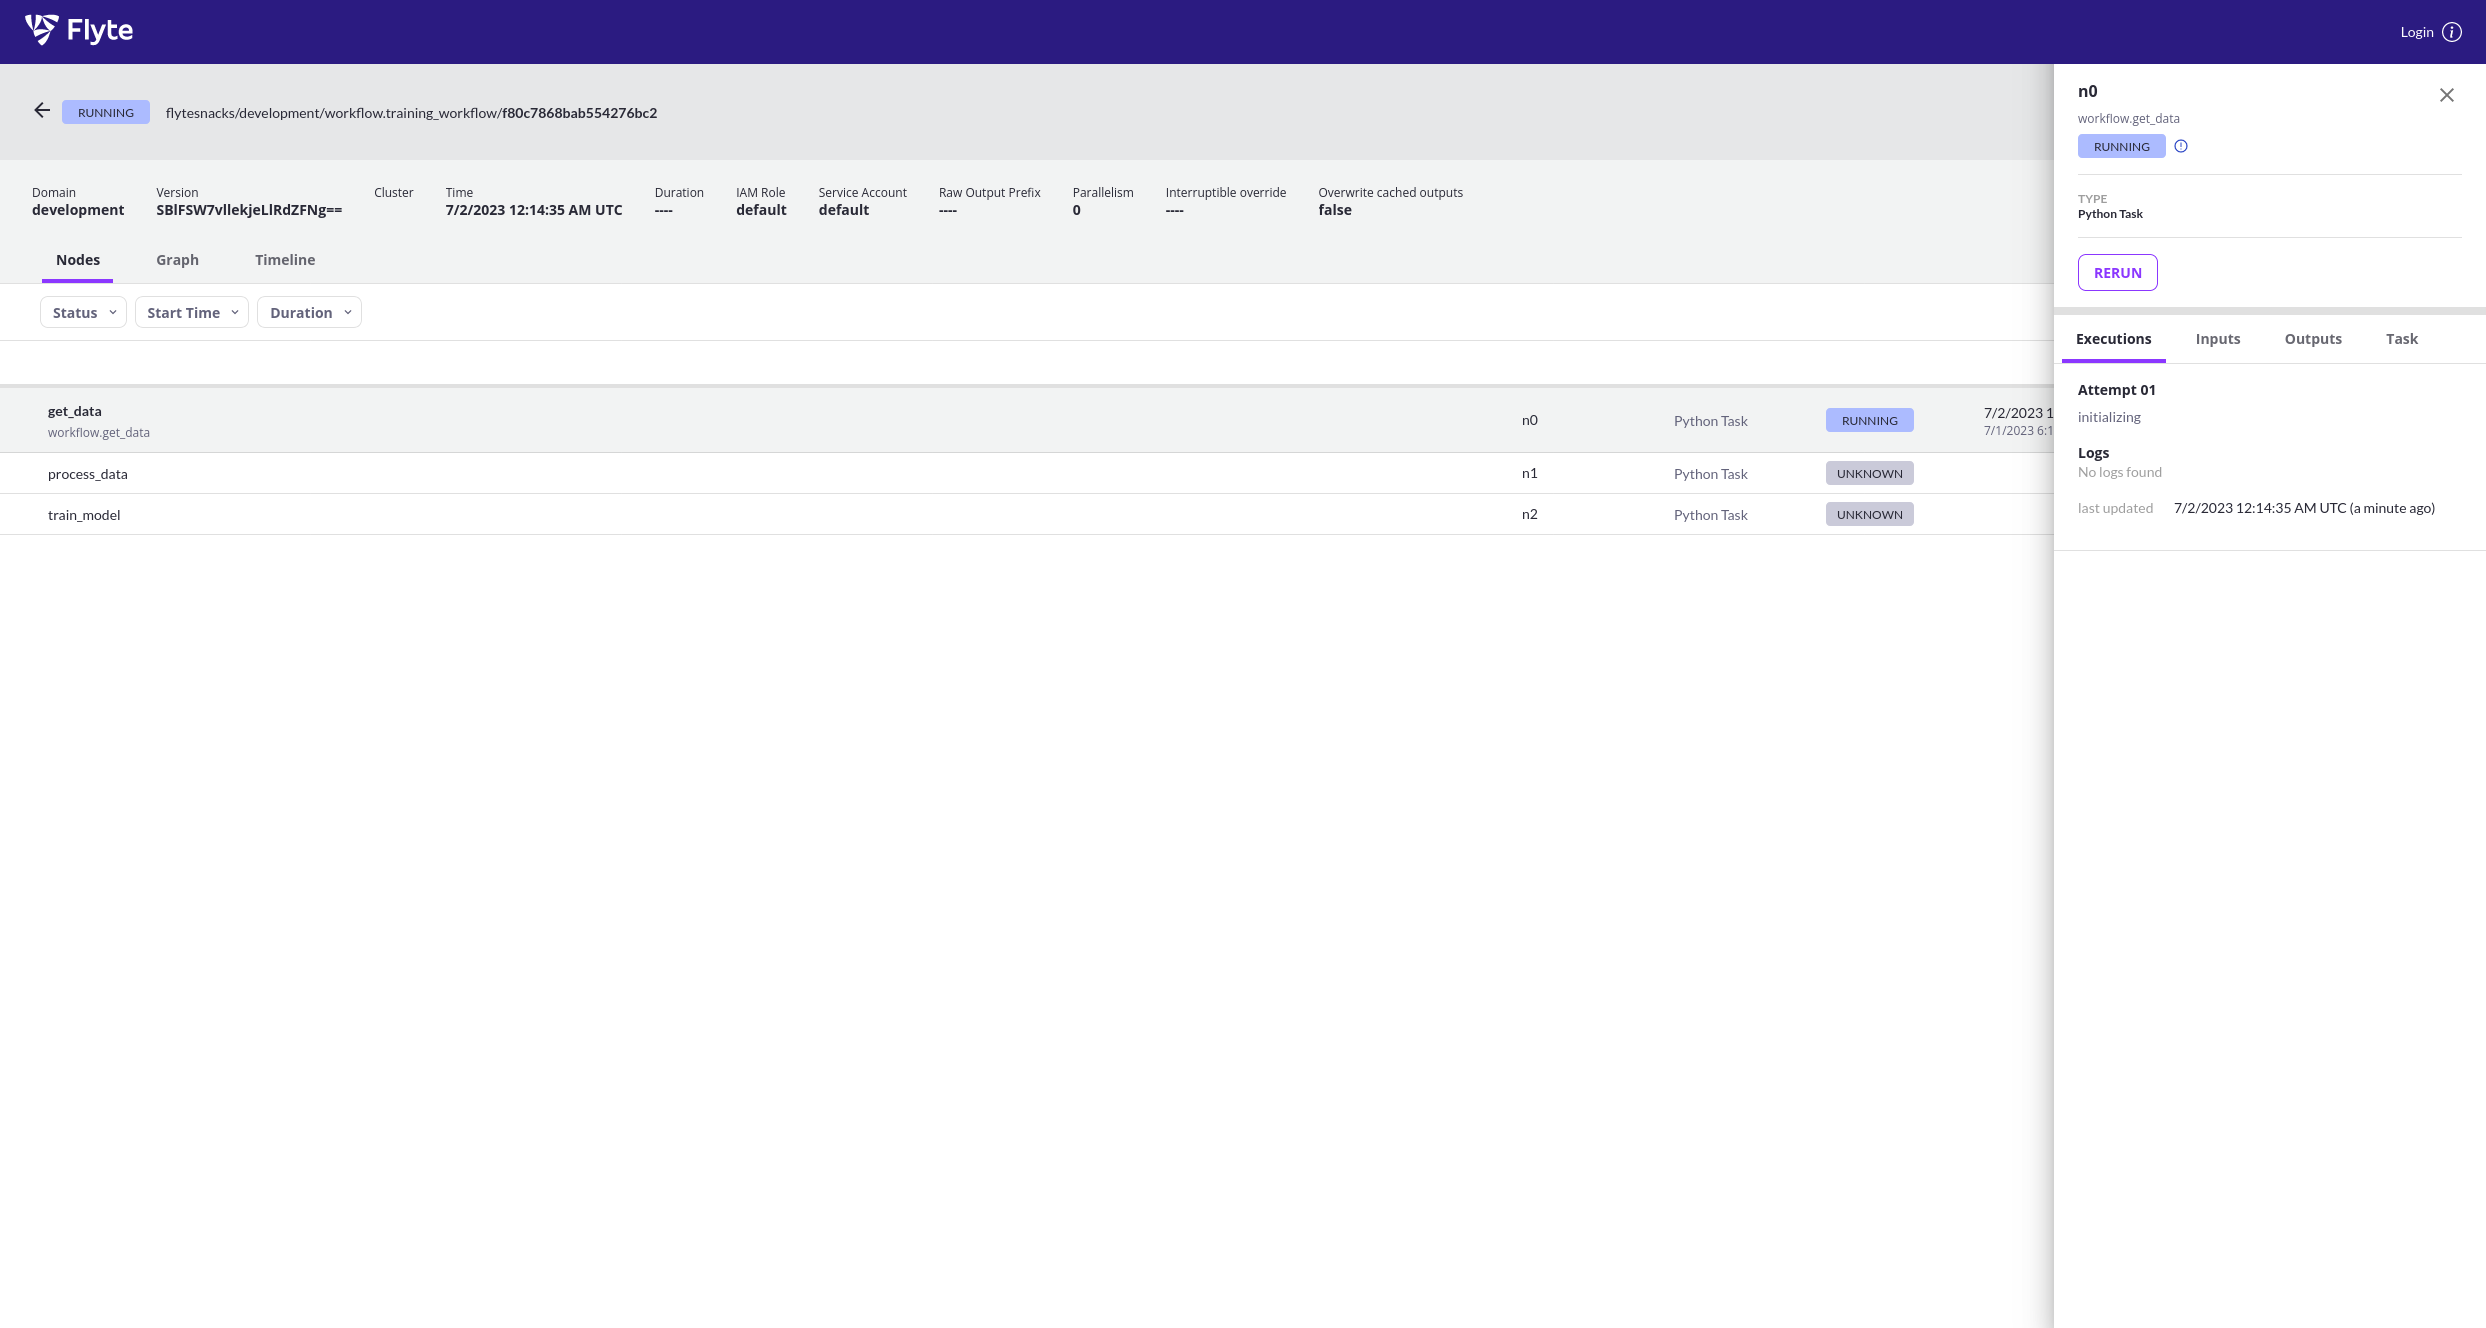 Flyte
Login
RUNNING flytesnacks/development/workflow.training_workflow/f80c7868bab554276bc2
Domain Version Cluster Time Duration IAM Role Service Account Raw Output Prefix Parallelism Interruptible override Overwrite cached outputs
development SBlFSW7vllekjeLlRdZFNg== 7/2/2023 12:14:35 AM UTC ---- default default ---- 0 ---- false
Nodes Graph Timeline
Status Start Time Duration
get_data n0 Python Task RUNNING 7/2/2023 1
workflow.get_data 7/1/2023 6:1
process_data n1 Python Task UNKNOWN
train_model n2 Python Task UNKNOWN
n0
workflow.get_data
RUNNING
TYPE
Python Task
RERUN
Executions Inputs Outputs Task
Attempt 01
initializing
Logs
No logs found
last updated 7/2/2023 12:14:35 AM UTC (a minute ago)